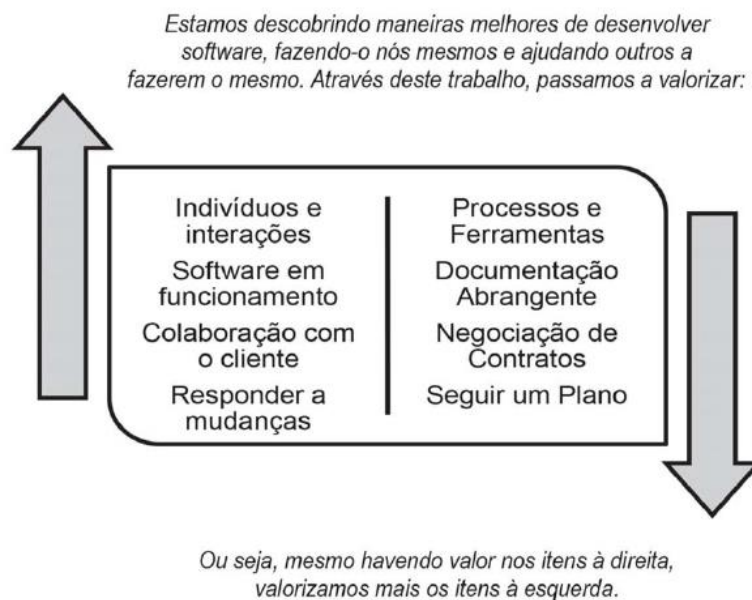 Estamos descobrindo maneiras melhores de desenvolver
software, fazendo-o nós mesmos e ajudando outros a
fazerem o mesmo. Através deste trabalho, passamos a valorizar:
Indivíduos e
interações
Software em
funcionamento
Colaboração com
o cliente
Responder a
mudanças
Processos e
Ferramentas
Documentação
Abrangente
Negociação de
Contratos
Seguir um Plano
Ou seja, mesmo havendo valor nos itens à direita,
valorizamos mais os itens à esquerda.